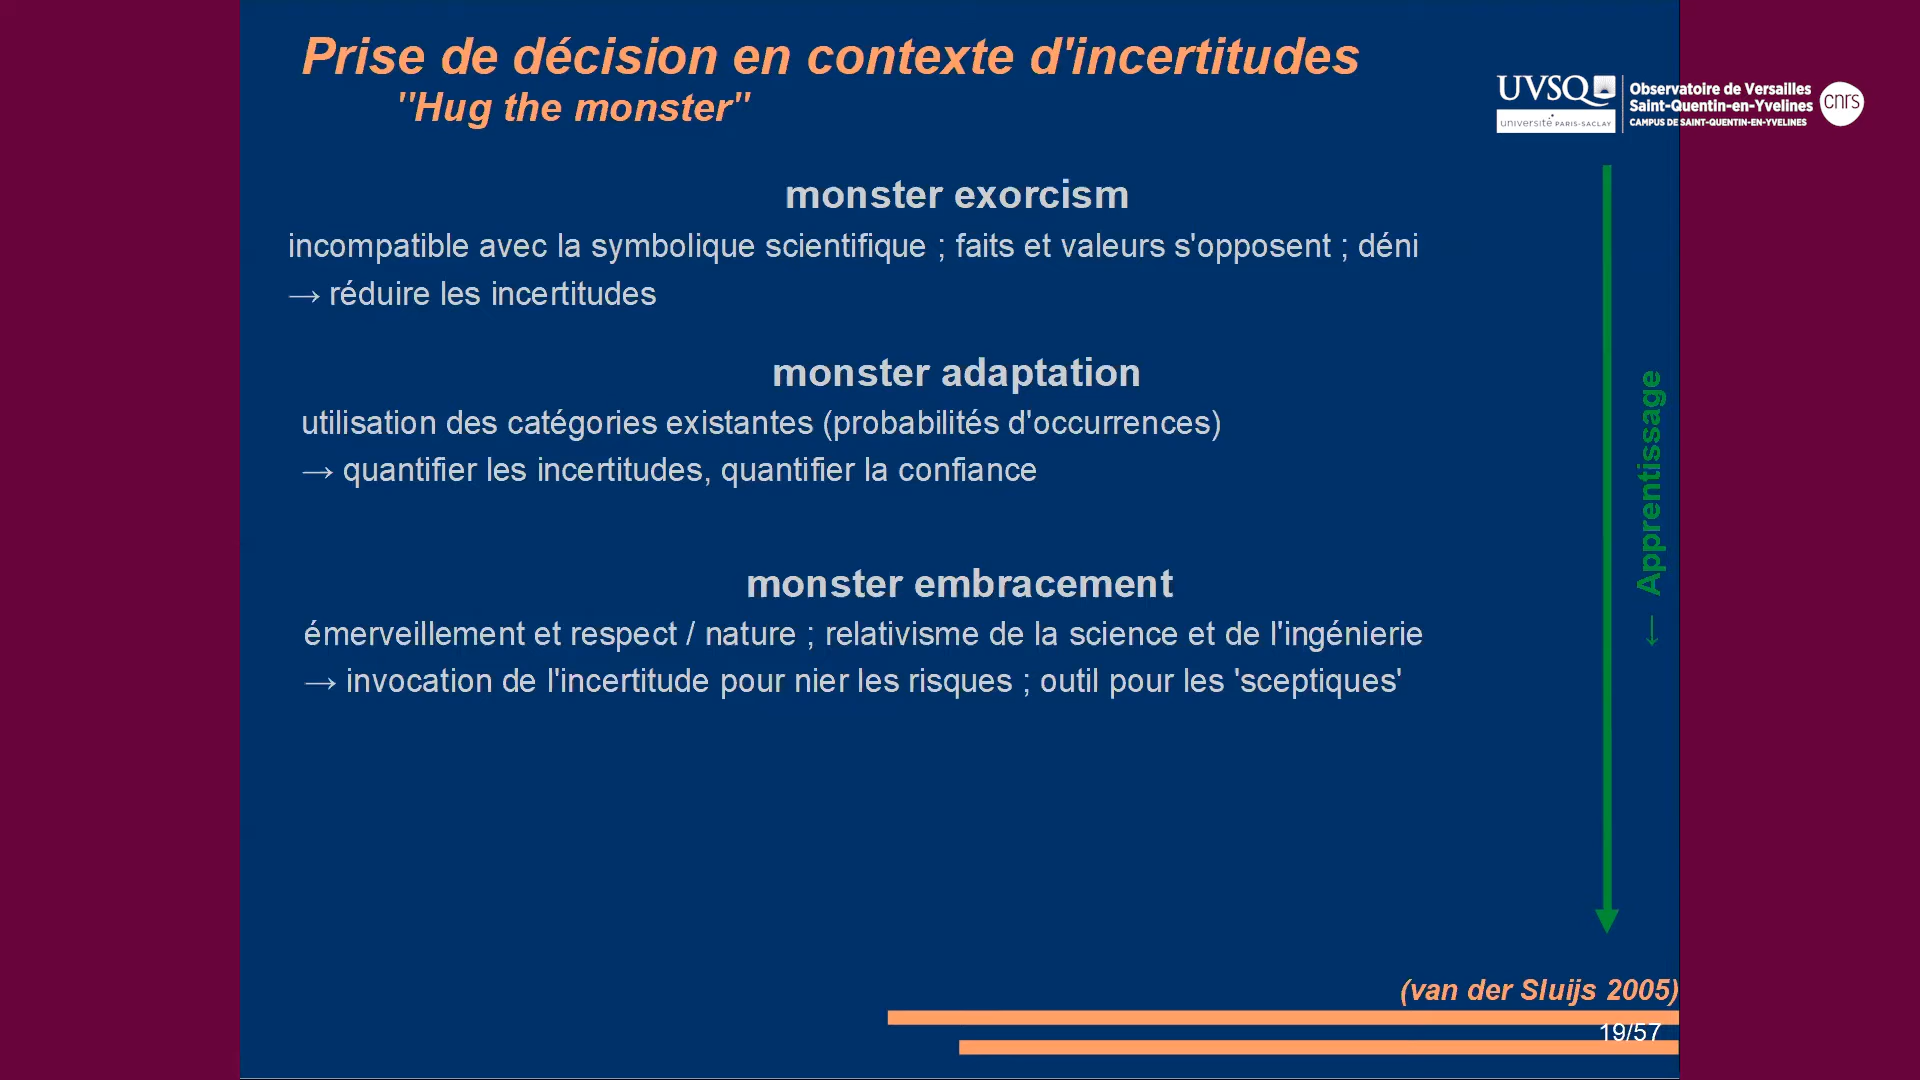 Prise de décision en contexte d'incertitudes
"Hug the monster"
UVSQ
université PARIS-SACLAY
Observatoire de Versailles
Saint-Quentin-en-Yvelines
CAMPUS DE SAINT-QUENTIN-EN-YVELINES
cnrs
monster exorcism
incompatible avec la symbolique scientifique ; faits et valeurs s'opposent ; déni
→ réduire les incertitudes
monster adaptation
utilisation des catégories existantes (probabilités d'occurrences)
→ quantifier les incertitudes, quantifier la confiance
monster embracement
émerveillement et respect / nature ; relativisme de la science et de l'ingénierie
→ invocation de l'incertitude pour nier les risques ; outil pour les 'sceptiques'
← Apprentissage
(van der Sluijs 2005)
19/57